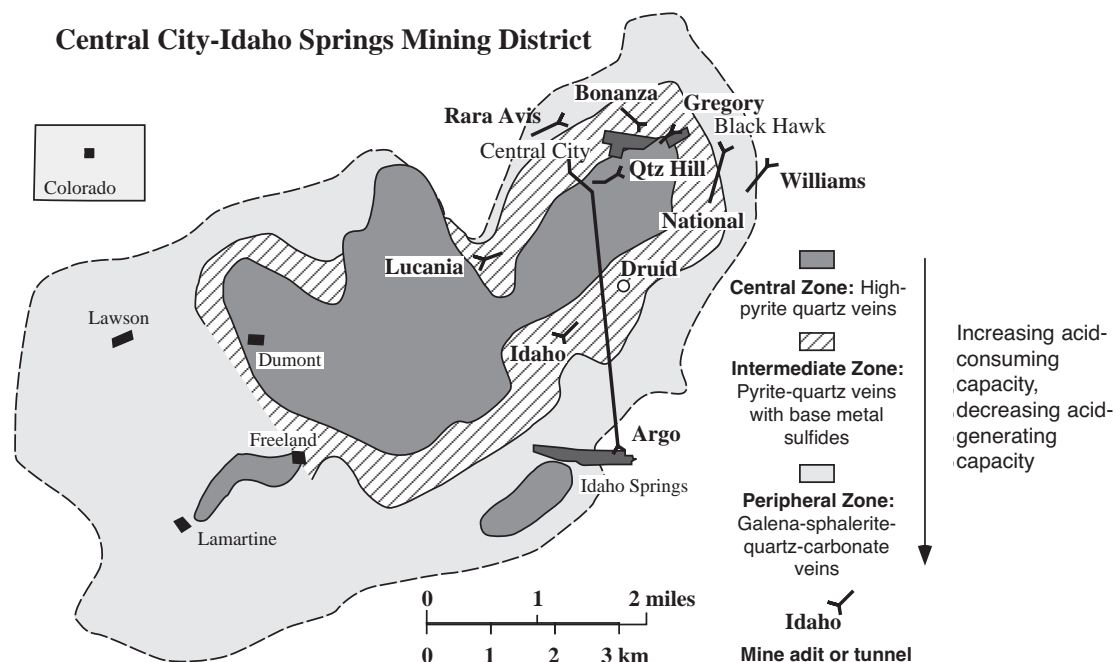 Central City-Idaho Springs Mining District
Colorado
Bonanza
Rara Avis
Gregory
Black Hawk
Central City
Qtz Hill
Williams
National
Lucania
Druid
Lawson
Dumont
Idaho
Freeland
Argo
Idaho Springs
Lamartine
Central Zone: High-
pyrite quartz veins
Intermediate Zone:
Pyrite-quartz veins
with base metal
sulfides
Peripheral Zone:
Galena-sphalerite-
quartz-carbonate
veins
Increasing acid-
consuming
capacity,
decreasing acid-
generating
capacity
0 1 2 miles
0 1 2 3 km
Idaho
Mine adit or tunnel